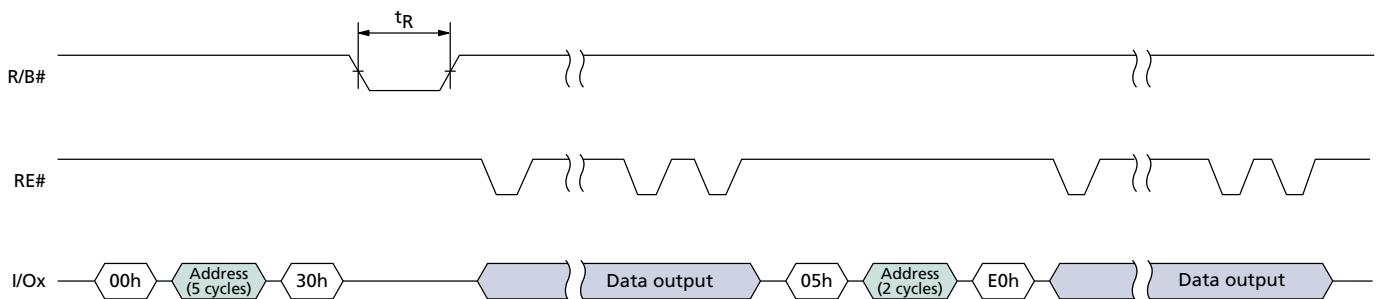 tR
R/B#
RE#
I/Ox
00h
Address
(5 cycles)
30h
Data output
05h
Address
(2 cycles)
E0h
Data output